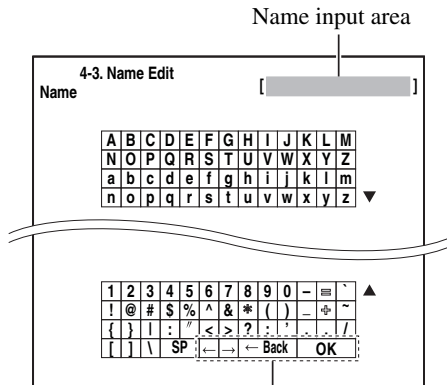 Name input area
4-3. Name Edit
Name [ ]
A B C D E F G H I J K L M
N O P Q R S T U V W X Y Z
a b c d e f g h i j k l m
n o p q r s t u v w x y z ▼
1 2 3 4 5 6 7 8 9 0 – = ` ▲
! @ # $ % ^ & * ( ) _ + ~
{ } | : " < > ? ; ' , . /
[ ] \ SP ← → ← Back OK